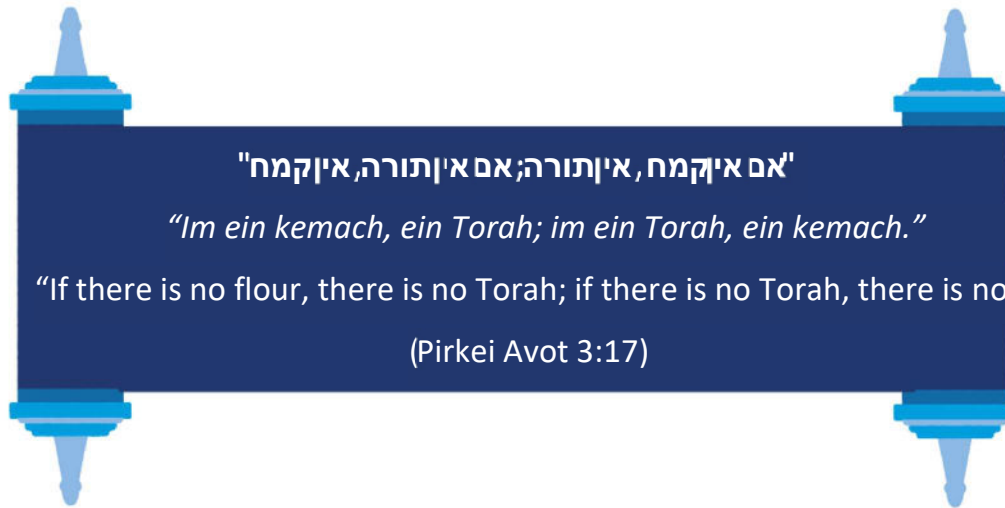 "אם אין קמח, אין תורה; אם אין תורה, אין קמח"
“Im ein kemach, ein Torah; im ein Torah, ein kemach.”
“If there is no flour, there is no Torah; if there is no Torah, there is no
(Pirkei Avot 3:17)